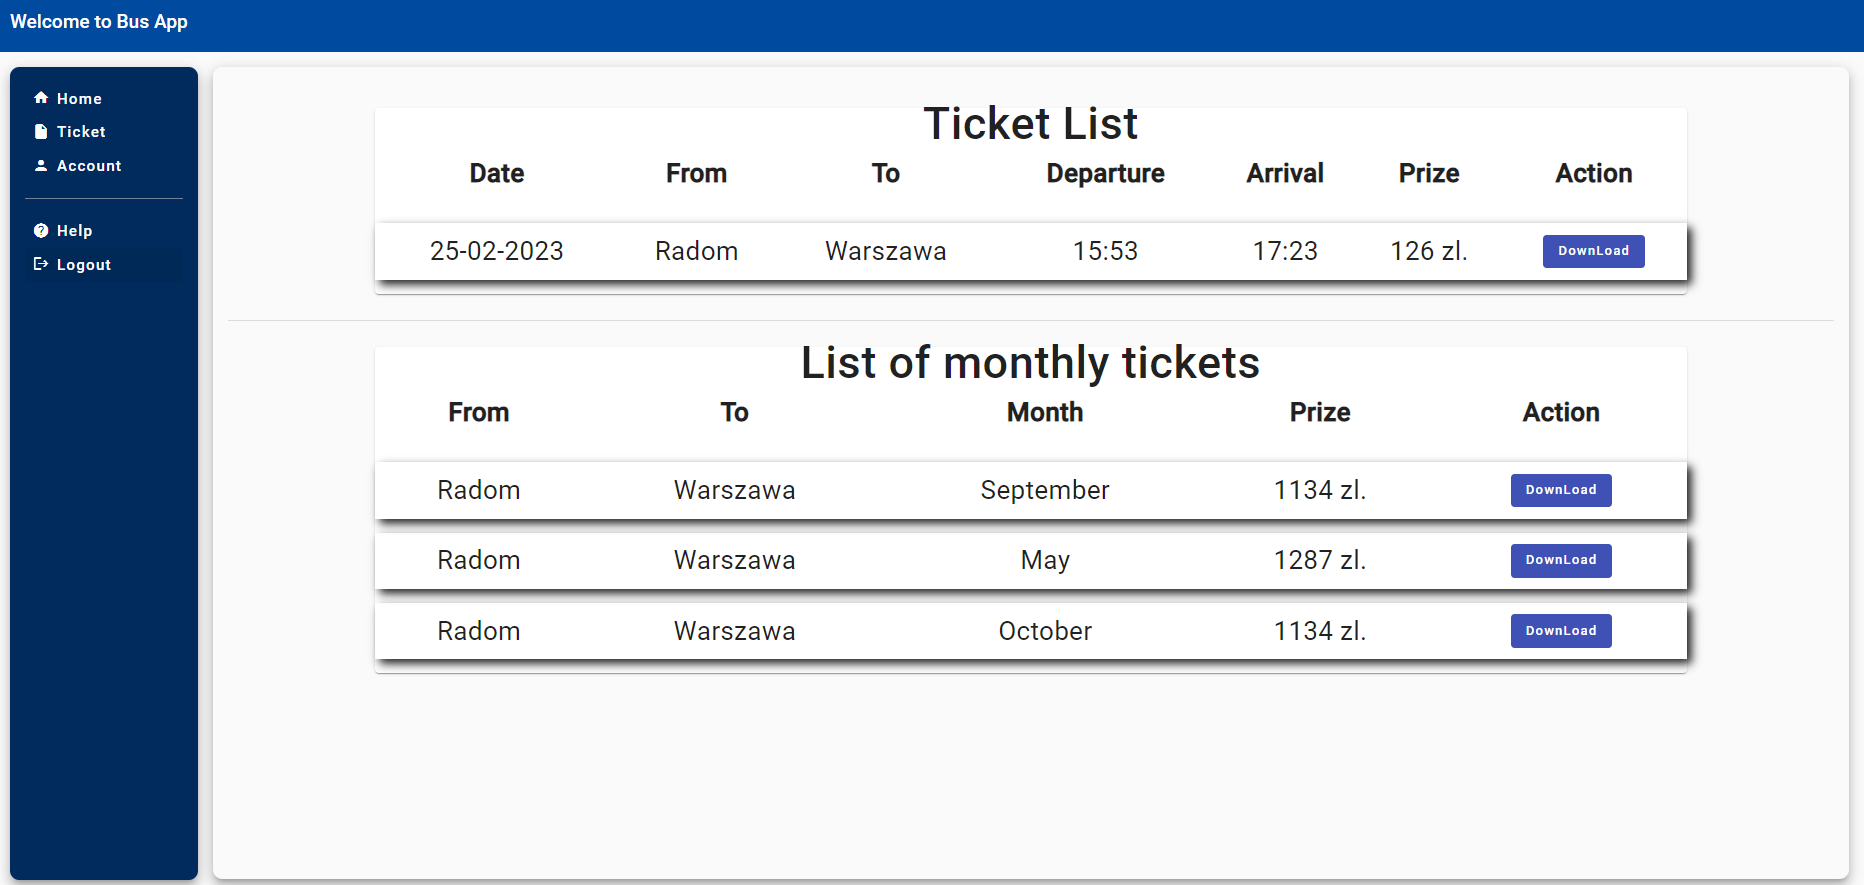 Welcome to Bus App
Home
Ticket
Account
Help
Logout
Ticket List
Date From To Departure Arrival Prize Action
25-02-2023 Radom Warszawa 15:53 17:23 126 zl. DownLoad
List of monthly tickets
From To Month Prize Action
Radom Warszawa September 1134 zl. DownLoad
Radom Warszawa May 1287 zl. DownLoad
Radom Warszawa October 1134 zl. DownLoad